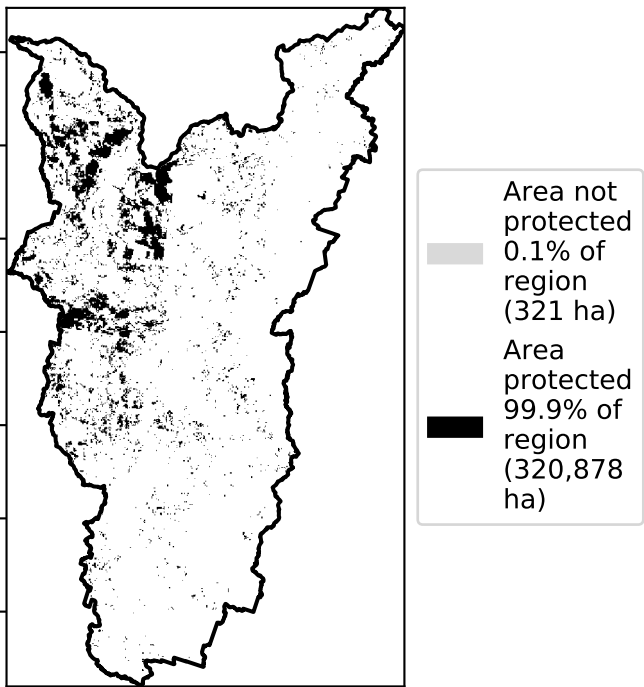 Area not
protected
0.1% of
region
(321 ha)
Area
protected
99.9% of
region
(320,878
ha)